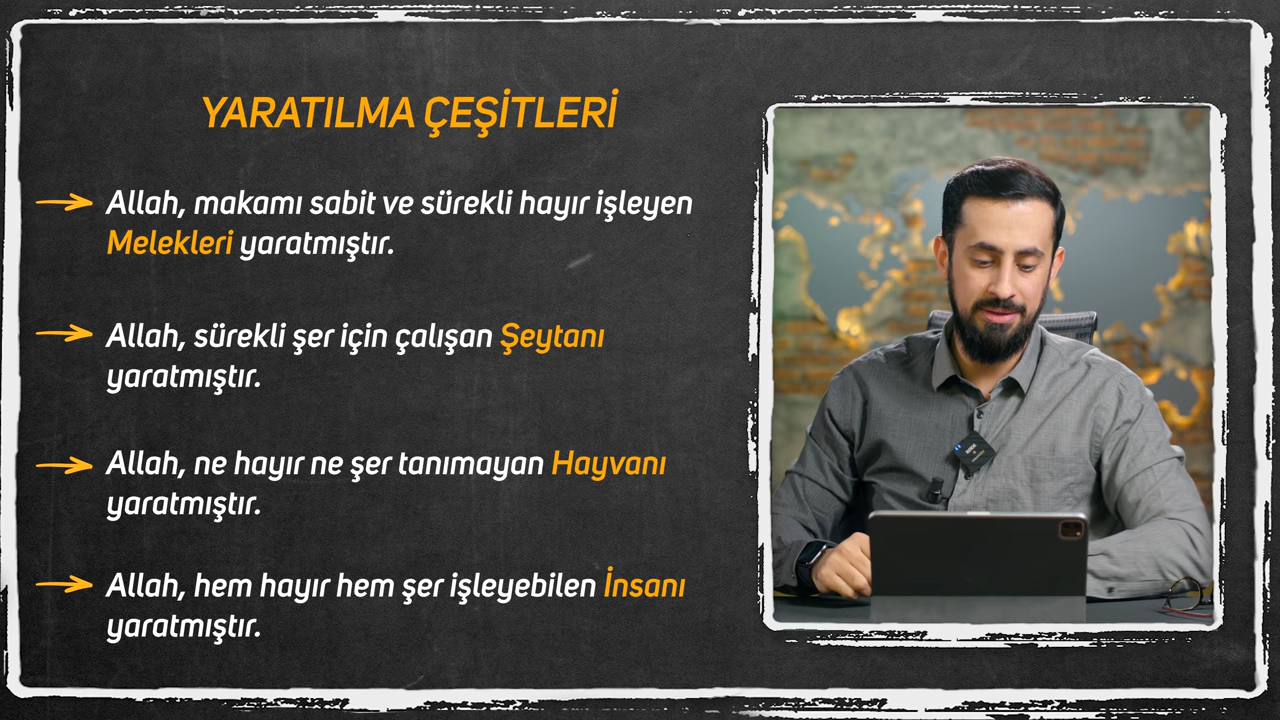 YARATILMA ÇEŞİTLERİ
Allah, makamı sabit ve sürekli hayır işleyen
Melekleri yaratmıştır.
Allah, sürekli şer için çalışan Şeytanı
yaratmıştır.
Allah, ne hayır ne şer tanımayan Hayvanı
yaratmıştır.
Allah, hem hayır hem şer işleyebilen İnsanı
yaratmıştır.